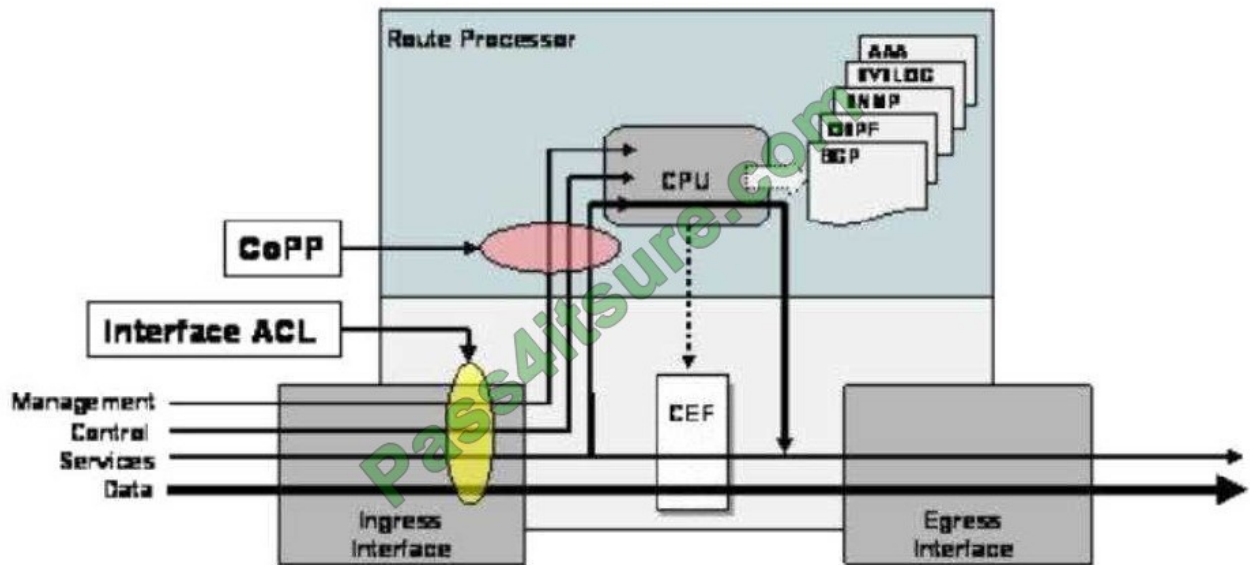 Route Processor
AAA
SYSLOG
SNMP
OSPF
BGP
CPU
CoPP
Interface ACL
Management
Control
Services
Data
CEF
Ingress
Interface
Egress
Interface
Pass4itsure.com